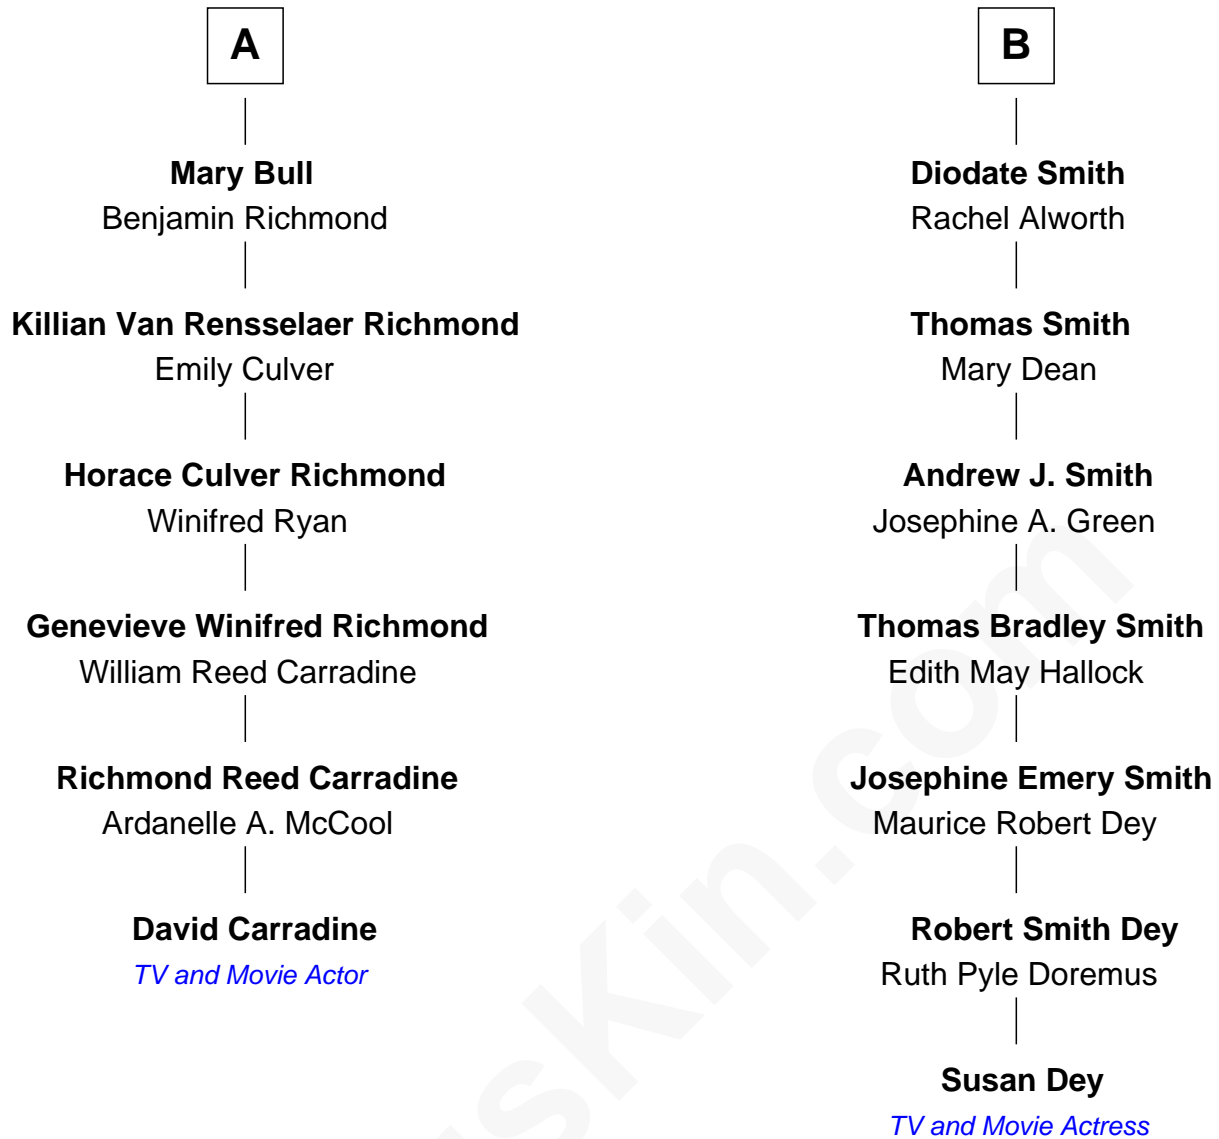 A
Mary Bull
Benjamin Richmond
Killian Van Rensselaer Richmond
Emily Culver
Horace Culver Richmond
Winifred Ryan
Genevieve Winifred Richmond
William Reed Carradine
Richmond Reed Carradine
Ardanelle A. McCool
David Carradine
TV and Movie Actor
B
Diodate Smith
Rachel Alworth
Thomas Smith
Mary Dean
Andrew J. Smith
Josephine A. Green
Thomas Bradley Smith
Edith May Hallock
Josephine Emery Smith
Maurice Robert Dey
Robert Smith Dey
Ruth Pyle Doremus
Susan Dey
TV and Movie Actress